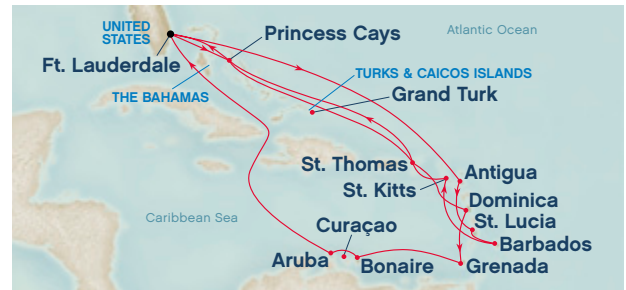 UNITED
STATES
Princess Cays
Atlantic Ocean
Ft. Lauderdale
TURKS & CAICOS ISLANDS
THE BAHAMAS
Grand Turk
St. Thomas
Antigua
St. Kitts
Dominica
Caribbean Sea
St. Lucia
Curaçao
Barbados
Aruba
Bonaire
Grenada